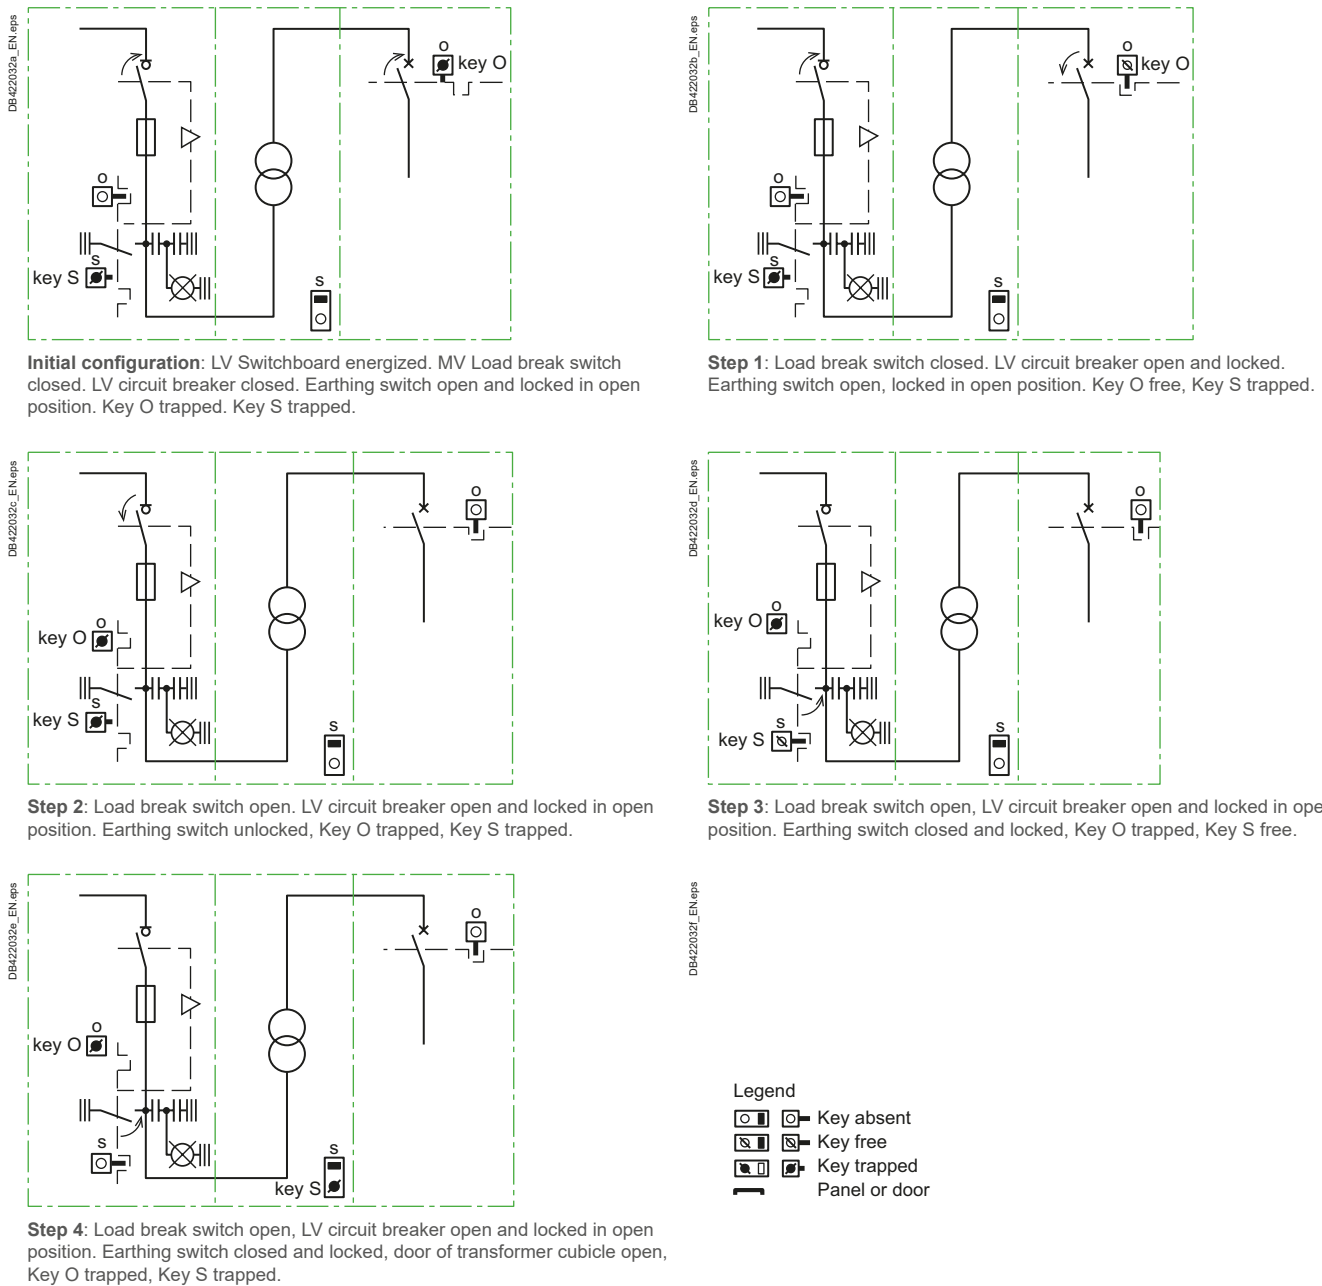 DB422032a_EN.eps
o
key O
o
key S
s
s
Initial configuration: LV Switchboard energized. MV Load break switch
closed. LV circuit breaker closed. Earthing switch open and locked in open
position. Key O trapped. Key S trapped.
DB422032b_EN.eps
o
key O
o
key S
s
s
Step 1: Load break switch closed. LV circuit breaker open and locked.
Earthing switch open, locked in open position. Key O free, Key S trapped.
DB422032c_EN.eps
o
key O
o
key S
s
s
Step 2: Load break switch open. LV circuit breaker open and locked in open
position. Earthing switch unlocked, Key O trapped, Key S trapped.
DB422032d_EN.eps
o
key O
o
key S
s
s
Step 3: Load break switch open, LV circuit breaker open and locked in ope
position. Earthing switch closed and locked, Key O trapped, Key S free.
DB422032e_EN.eps
o
key O
o
s
key S
s
Step 4: Load break switch open, LV circuit breaker open and locked in open
position. Earthing switch closed and locked, door of transformer cubicle open,
Key O trapped, Key S trapped.
DB422032f_EN.eps
Legend
Key absent
Key free
Key trapped
Panel or door